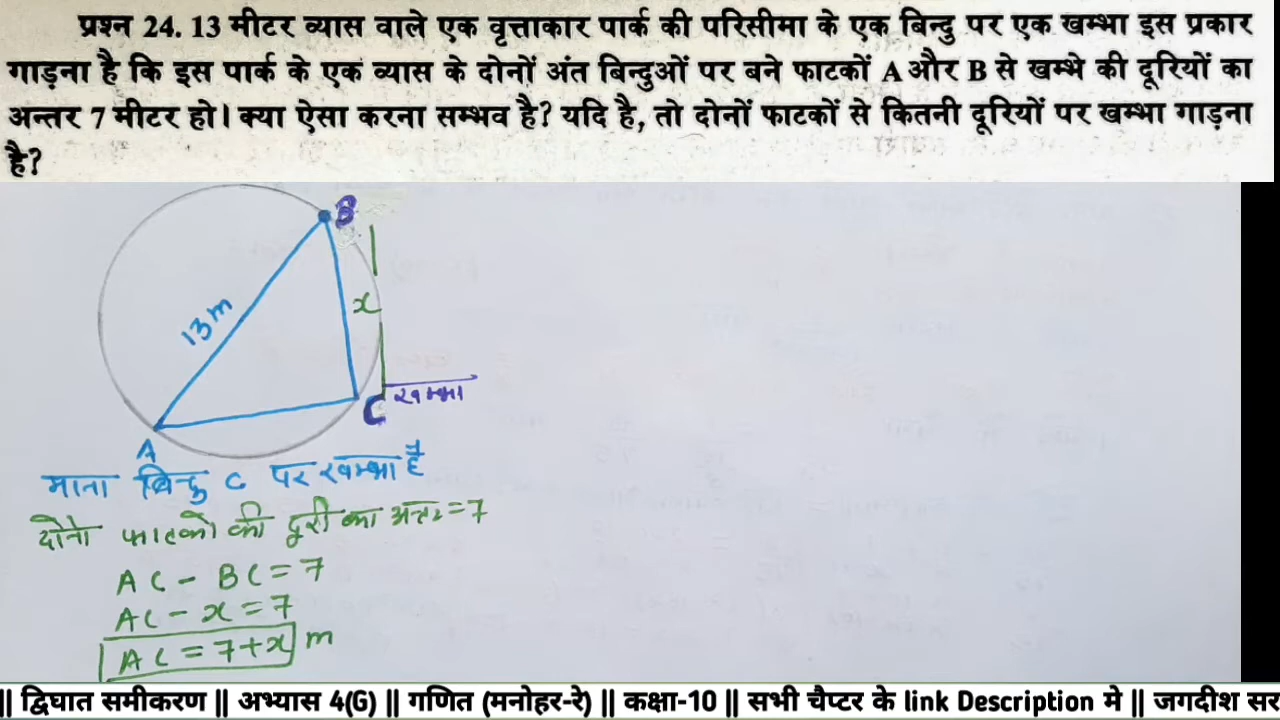 प्रश्न 24. 13 मीटर व्यास वाले एक वृत्ताकार पार्क की परिसीमा के एक बिन्दु पर एक खम्भा इस प्रकार
गाड़ना है कि इस पार्क के एक व्यास के दोनों अंत बिन्दुओं पर बने फाटकों A और B से खम्भे की दूरियों का
अन्तर 7 मीटर हो। क्या ऐसा करना सम्भव है? यदि है, तो दोनों फाटकों से कितनी दूरियों पर खम्भा गाड़ना
है?
B
13 m
x
C खम्भा
A
माना बिन्दु C पर खम्भा है
दोनो फाटको की दूरी का अन्तर = 7
AC - BC = 7
AC - x = 7
AC = 7+x m
|| द्विघात समीकरण || अभ्यास 4(G) || गणित (मनोहर-रे) || कक्षा-10 || सभी चैप्टर के link Description मे || जगदीश सर